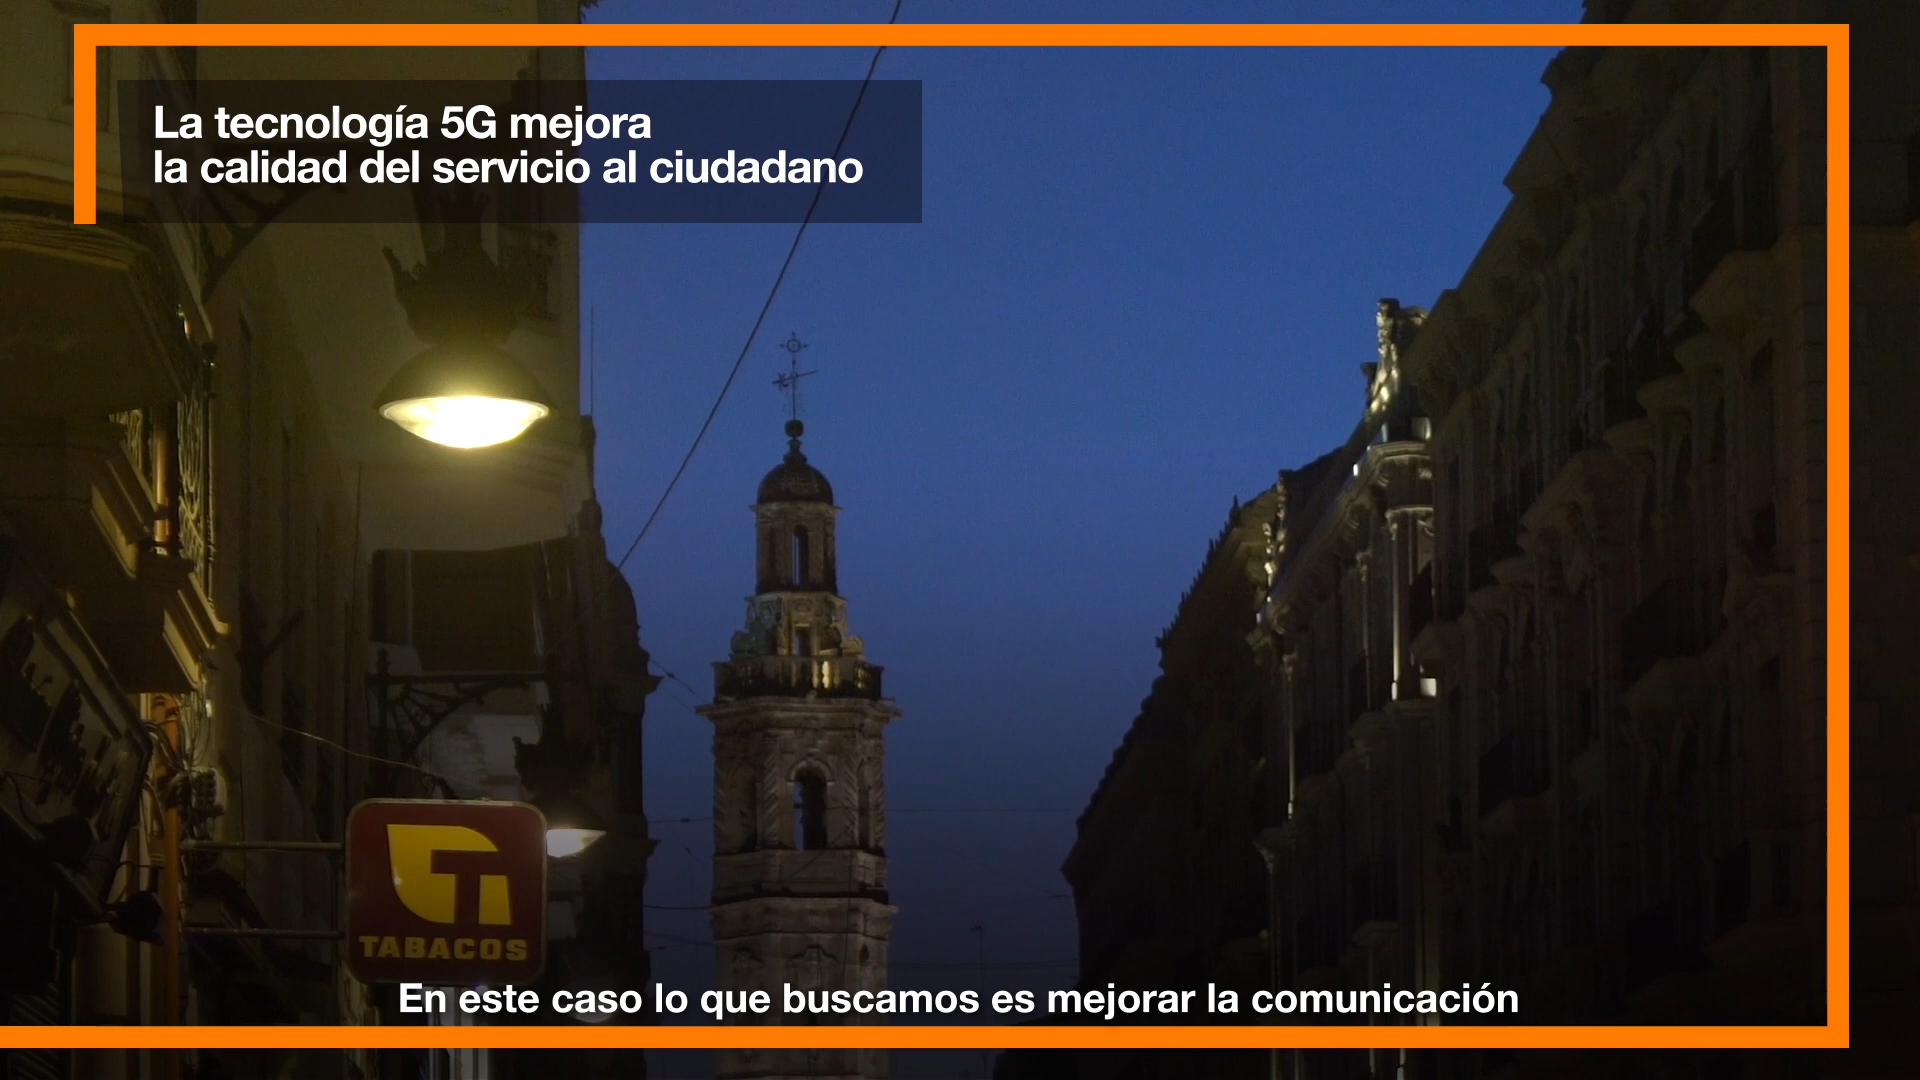 La tecnología 5G mejora
la calidad del servicio al ciudadano
TABACOS
En este caso lo que buscamos es mejorar la comunicación